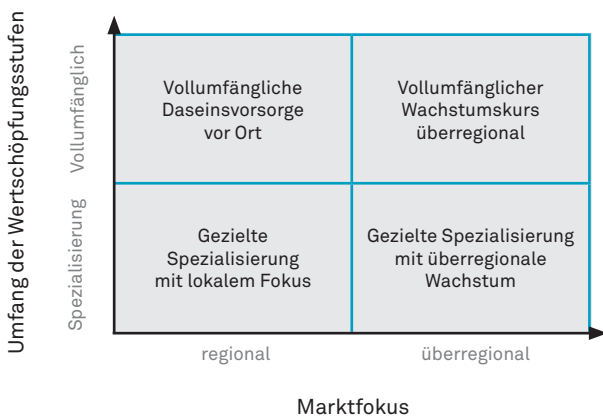 Umfang der Wertschöpfungsstufen
Vollumfänglich
Spezialisierung
Vollumfängliche
Daseinsvorsorge
vor Ort
Vollumfänglicher
Wachstumskurs
überregional
Gezielte
Spezialisierung
mit lokalem Fokus
Gezielte Spezialisierung
mit überregionale
Wachstum
regional
überregional
Marktfokus